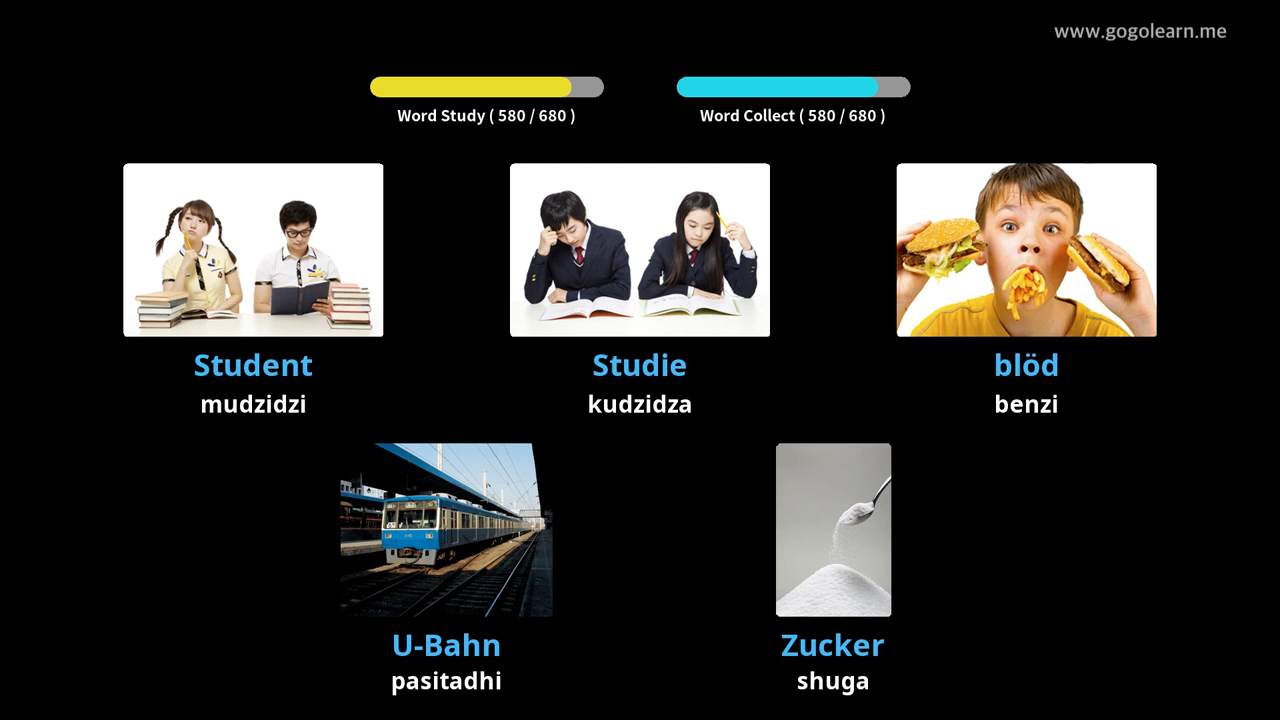 www.gogolearn.me
Word Study ( 580 / 680 )
Word Collect ( 580 / 680 )
Student
mudzidzi
Studie
kudzidza
blöd
benzi
U-Bahn
pasitadhi
Zucker
shuga